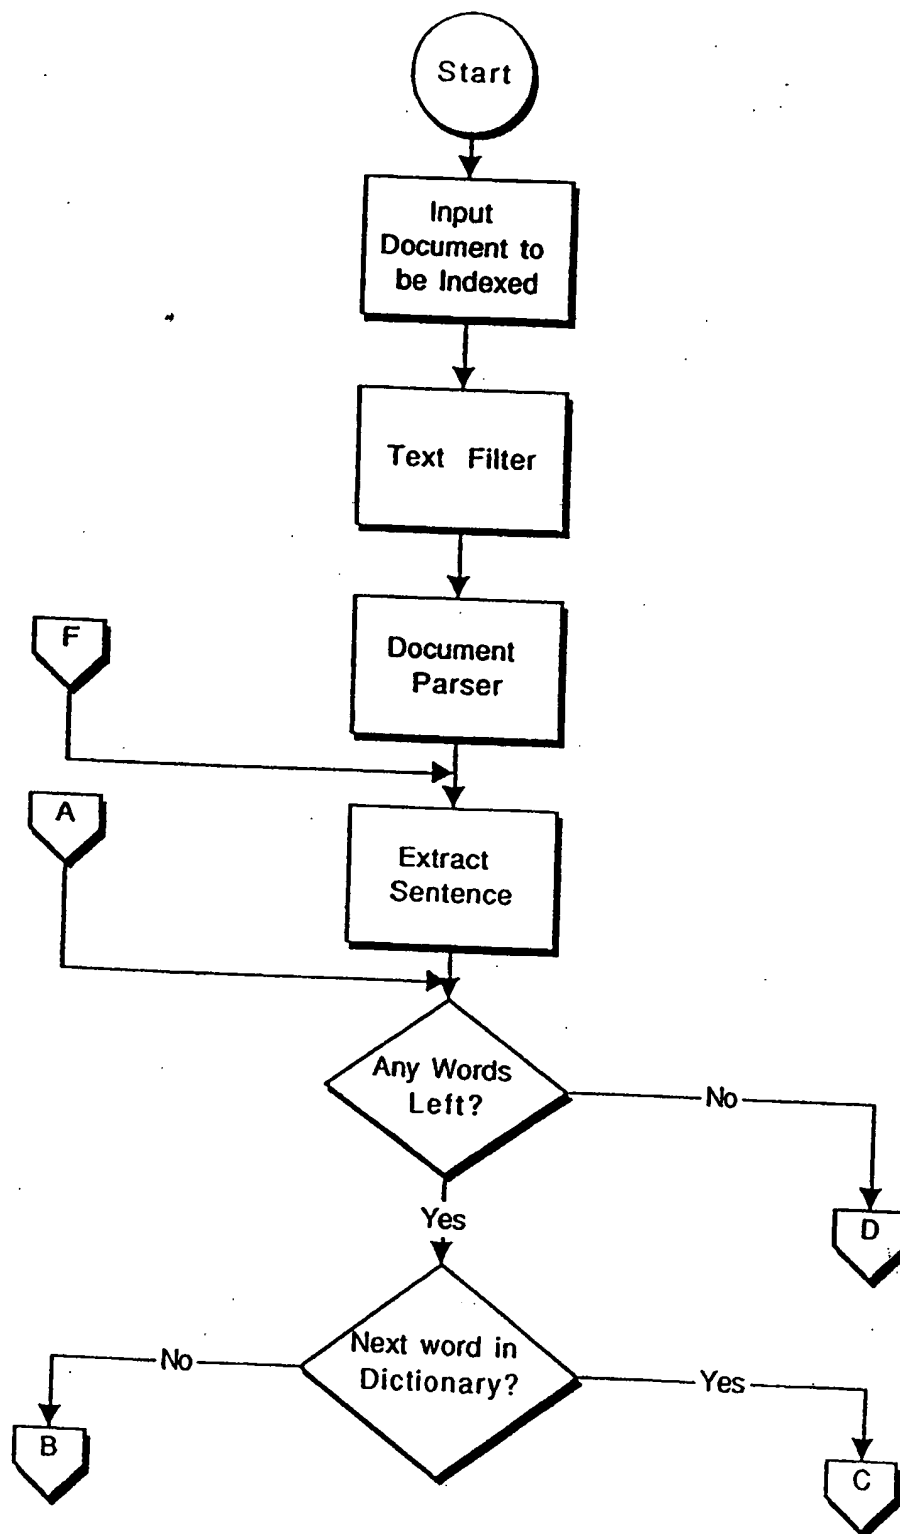 Start
Input
Document to
be Indexed
Text Filter
Document
Parser
F
A
Extract
Sentence
Any Words
Left?
No
Yes
D
Next word in
Dictionary?
No
Yes
B
C